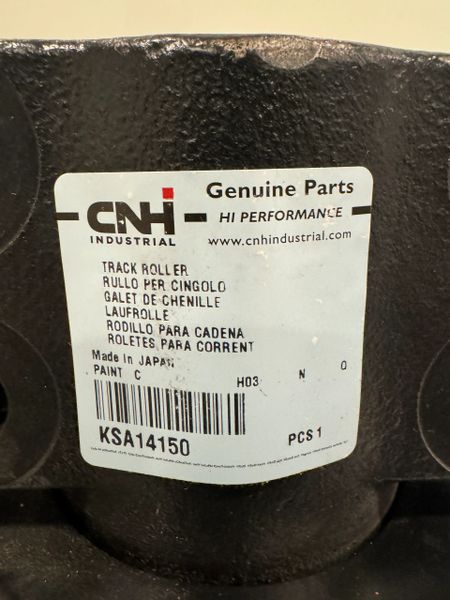 CNH Genuine Parts
INDUSTRIAL HI PERFORMANCE
www.cnhindustrial.com
TRACK ROLLER
RULLO PER CINGOLO
GALET DE CHENILLE
LAUFROLLE
RODILLO PARA CADENA
ROLETES PARA CORRENT
Made in JAPAN
PAINT C H03 N Q
KSA14150 PCS 1